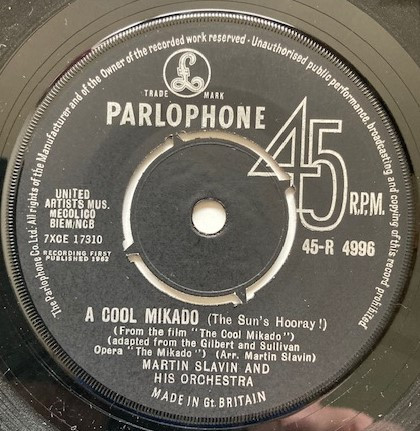 The Parlophone Co. Ltd. All rights of the Manufacturer and of the Owner of the recorded work reserved · Unauthorised public performance, broadcasting and copying of this record prohibited
£
TRADE MARK
PARLOPHONE
45 R.P.M.
UNITED
ARTISTS MUS.
MECOLICO
BIEM/NCB
7XCE 17310
RECORDING FIRST
PUBLISHED 1962
45-R 4996
A COOL MIKADO (The Sun's Hooray!)
(From the film "The Cool Mikado")
(adapted from the Gilbert and Sullivan
Opera "The Mikado") (Arr. Martin Slavin)
MARTIN SLAVIN AND
HIS ORCHESTRA
MADE IN Gt. BRITAIN